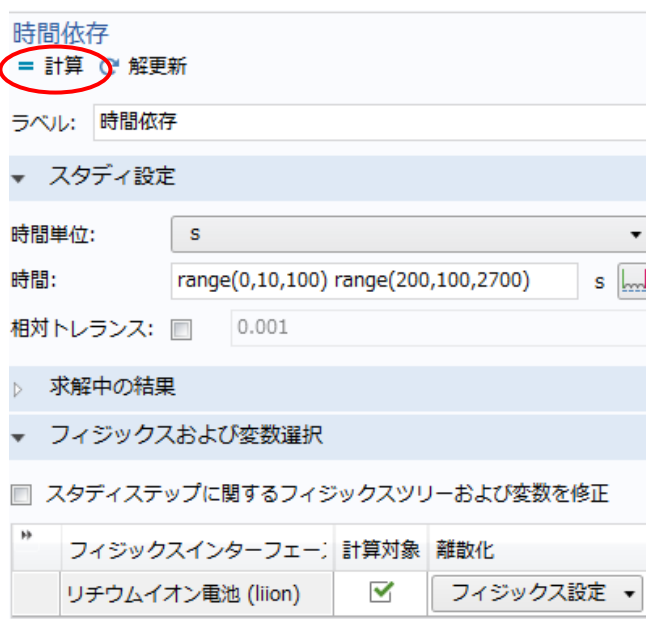 時間依存
= 計算 解更新
ラベル: 時間依存
スタディ設定
時間単位: s
時間: range(0,10,100) range(200,100,2700) s
相対トレランス: 0.001
求解中の結果
フィジックスおよび変数選択
スタディステップに関するフィジックスツリーおよび変数を修正
フィジックスインターフェース 計算対象 離散化
リチウムイオン電池 (liion) フィジックス設定